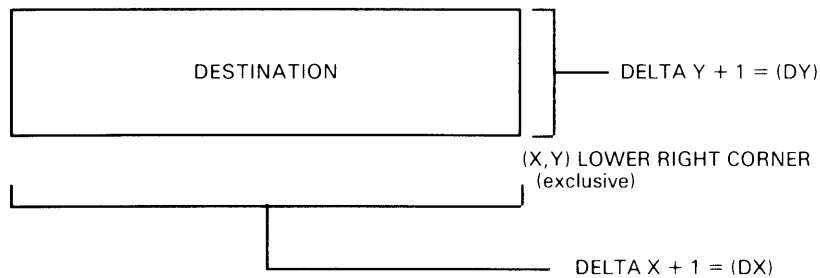 DESTINATION
DELTA Y + 1 = (DY)
(X,Y) LOWER RIGHT CORNER
(exclusive)
DELTA X + 1 = (DX)